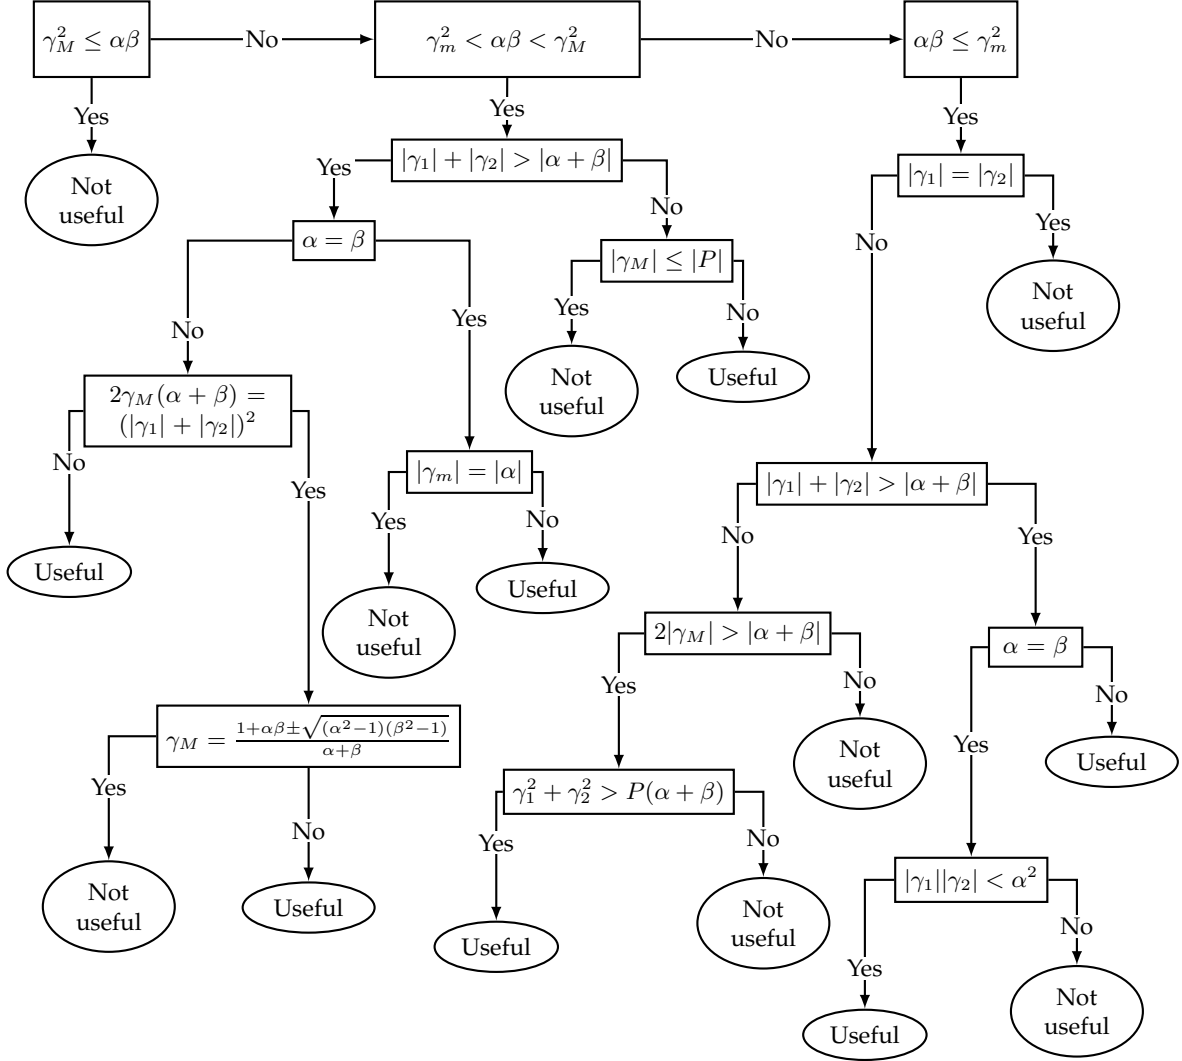 γ_M^2 ≤ αβ
No
γ_m^2 < αβ < γ_M^2
No
αβ ≤ γ_m^2
Yes
Yes
Yes
Not
useful
|γ_1| + |γ_2| > |α + β|
Yes
No
|γ_1| = |γ_2|
No
Yes
Not
useful
α = β
No
Yes
|γ_M| ≤ |P|
Yes
No
Not
useful
Useful
2γ_M(α + β) =
(|γ_1| + |γ_2|)^2
No
Yes
Useful
|γ_m| = |α|
Yes
No
Not
useful
Useful
|γ_1| + |γ_2| > |α + β|
No
Yes
2|γ_M| > |α + β|
Yes
No
Not
useful
α = β
Yes
No
Useful
γ_M = \frac{1+αβ±\sqrt{(α^2−1)(β^2−1)}}{α+β}
Yes
No
Not
useful
Useful
γ_1^2 + γ_2^2 > P(α + β)
Yes
No
Useful
Not
useful
|γ_1||γ_2| < α^2
Yes
No
Useful
Not
useful